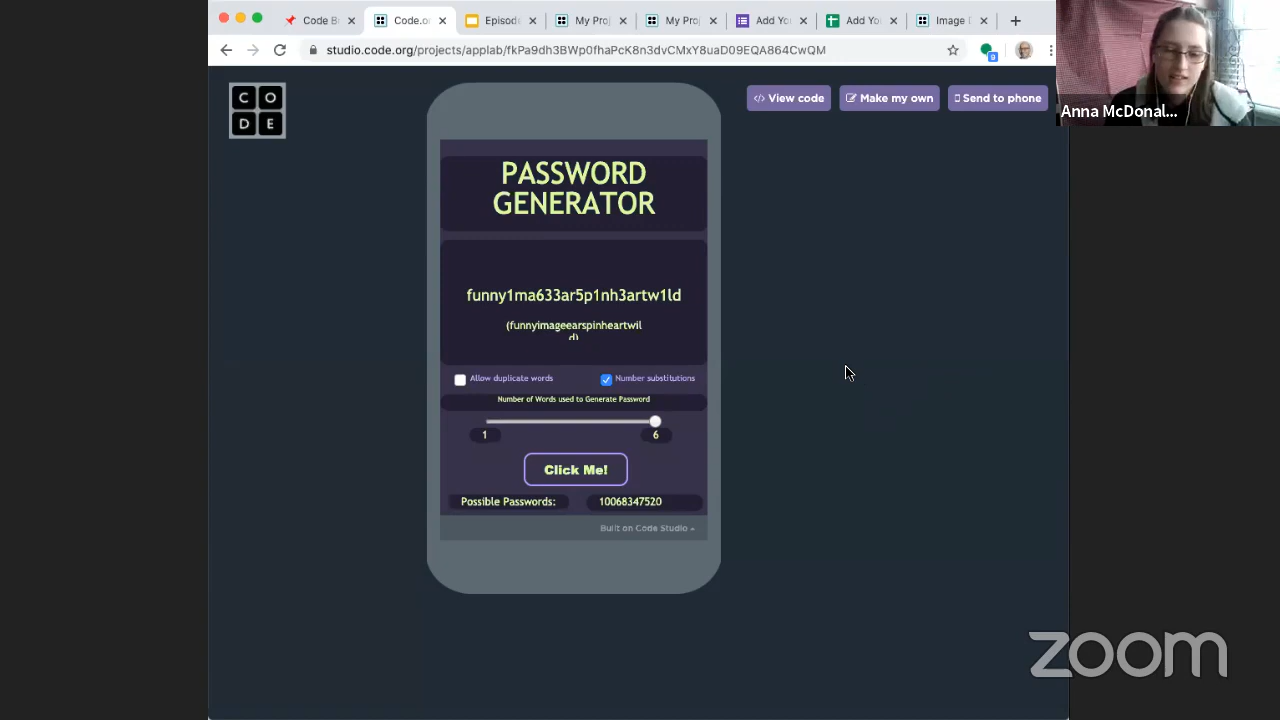 Code B
Code.o
Episode
My Pro
My Pro
Add Yo
Add Yo
Image
studio.code.org/projects/applab/fkPa9dh3BWp0fhaPcK8n3dvCMxY8uaD09EQA864CwQM
C O
D E
View code
Make my own
Send to phone
Anna McDonal...
PASSWORD
GENERATOR
funny1ma633ar5p1nh3artw1ld
(funnyimageearspinheartwil
d)
Allow duplicate words
Number substitutions
Number of Words used to Generate Password
1
6
Click Me!
Possible Passwords:
10068347520
Built on Code Studio
zoom